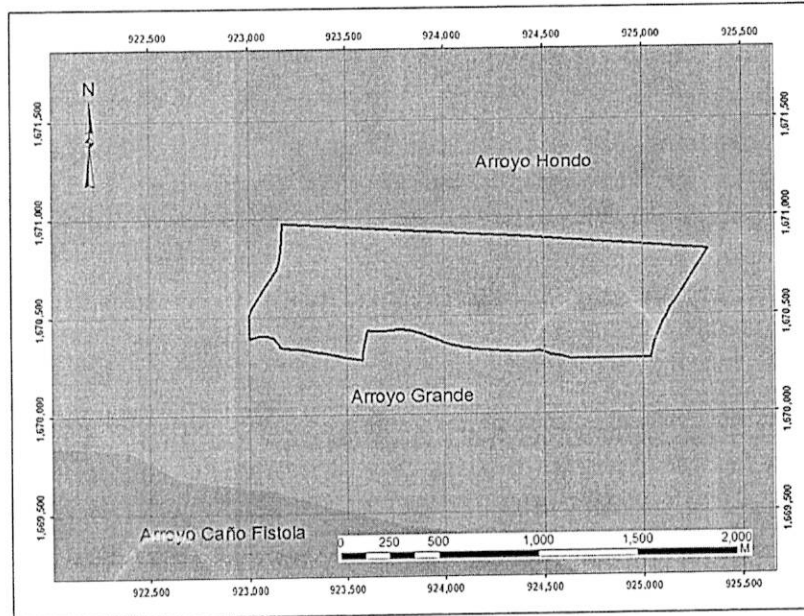 922,500 923,000 923,500 924,000 924,500 925,000 925,500
N
1,671,500 1,671,500
Arroyo Hondo
1,671,000 1,671,000
1,670,500 1,670,500
Arroyo Grande
1,670,000 1,670,000
1,669,500 1,669,500
Arroyo Caño Fistola
0 250 500 1,000 1,500 2,000
M
922,500 923,000 923,500 924,000 924,500 925,000 925,500